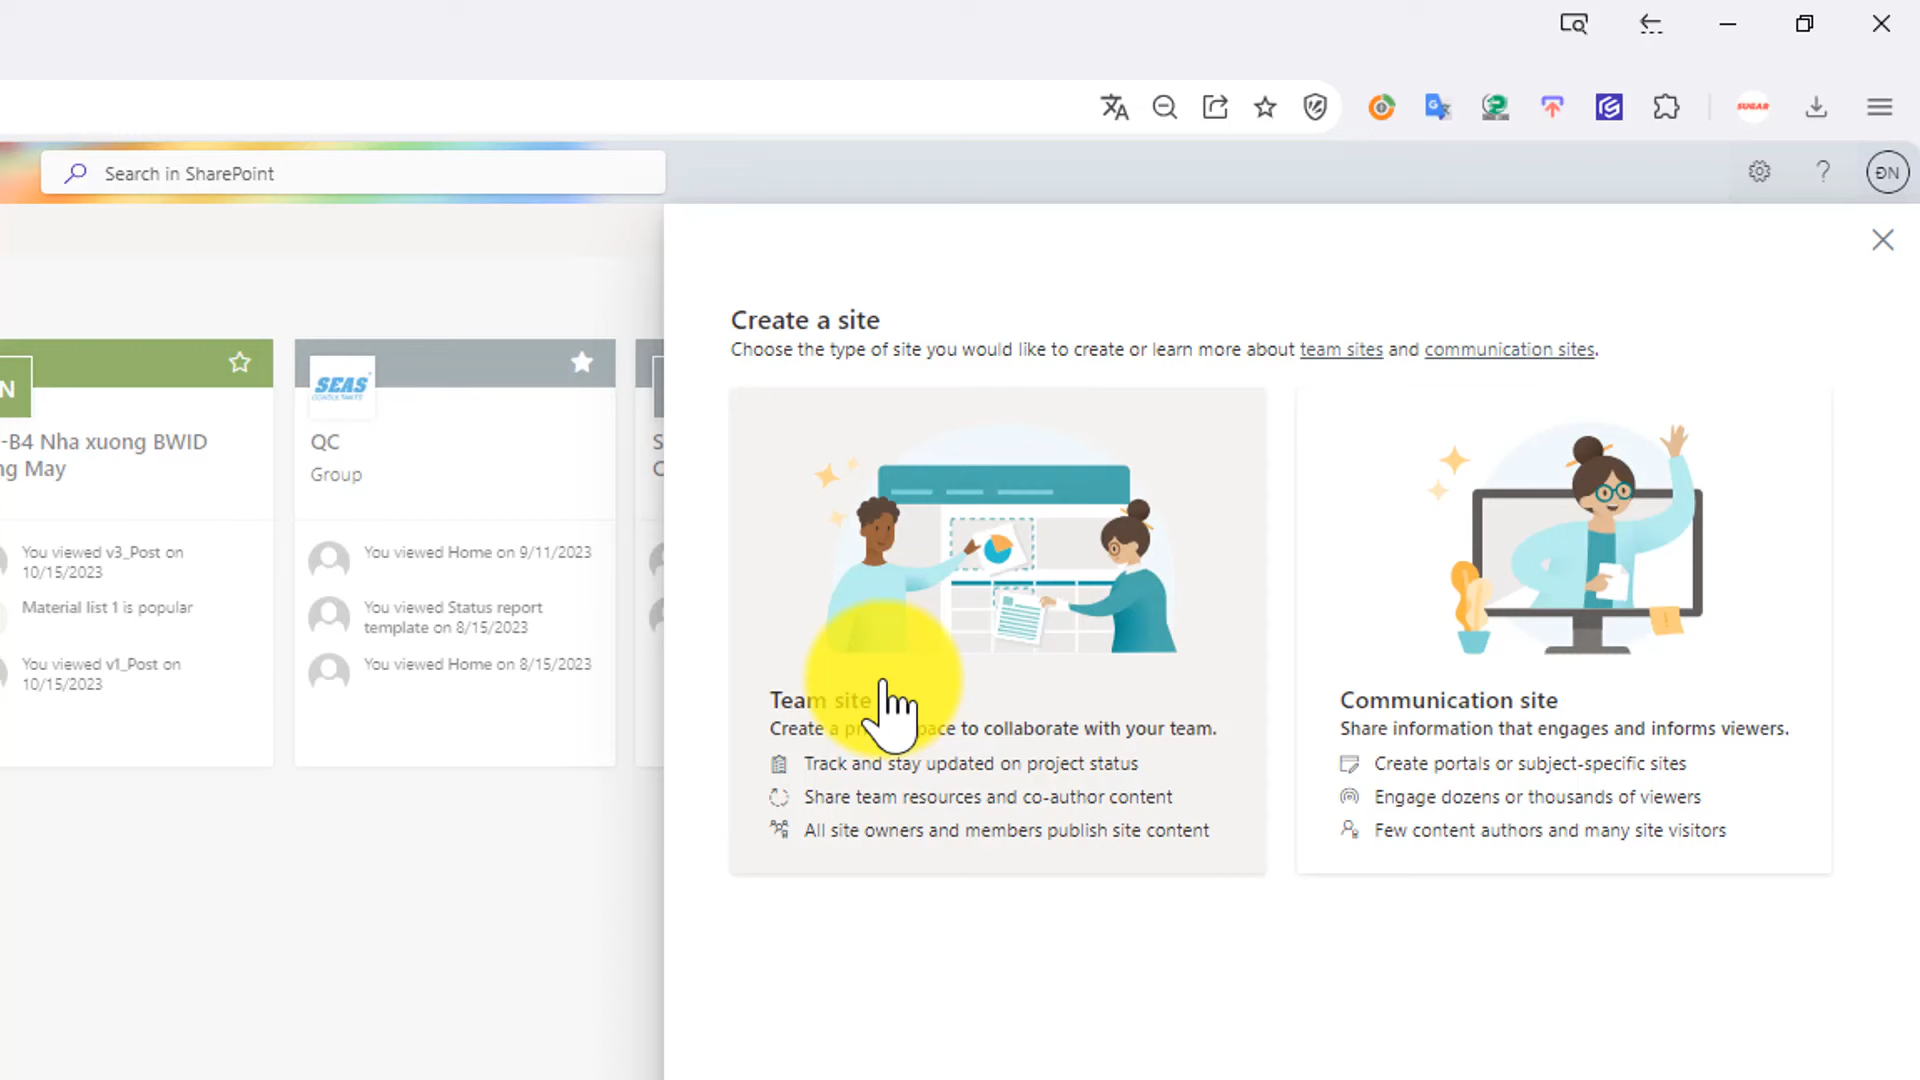 SUGAR
Search in SharePoint
?
ĐN
N
-B4 Nha xuong BWID
ng May
You viewed v3_Post on
10/15/2023
Material list 1 is popular
You viewed v1_Post on
10/15/2023
SEAS
CONSULTANTS
QC
Group
You viewed Home on 9/11/2023
You viewed Status report
template on 8/15/2023
You viewed Home on 8/15/2023
S
C
Create a site
Choose the type of site you would like to create or learn more about team sites and communication sites.
Team site
Create a pr ace to collaborate with your team.
Track and stay updated on project status
Share team resources and co-author content
All site owners and members publish site content
Communication site
Share information that engages and informs viewers.
Create portals or subject-specific sites
Engage dozens or thousands of viewers
Few content authors and many site visitors